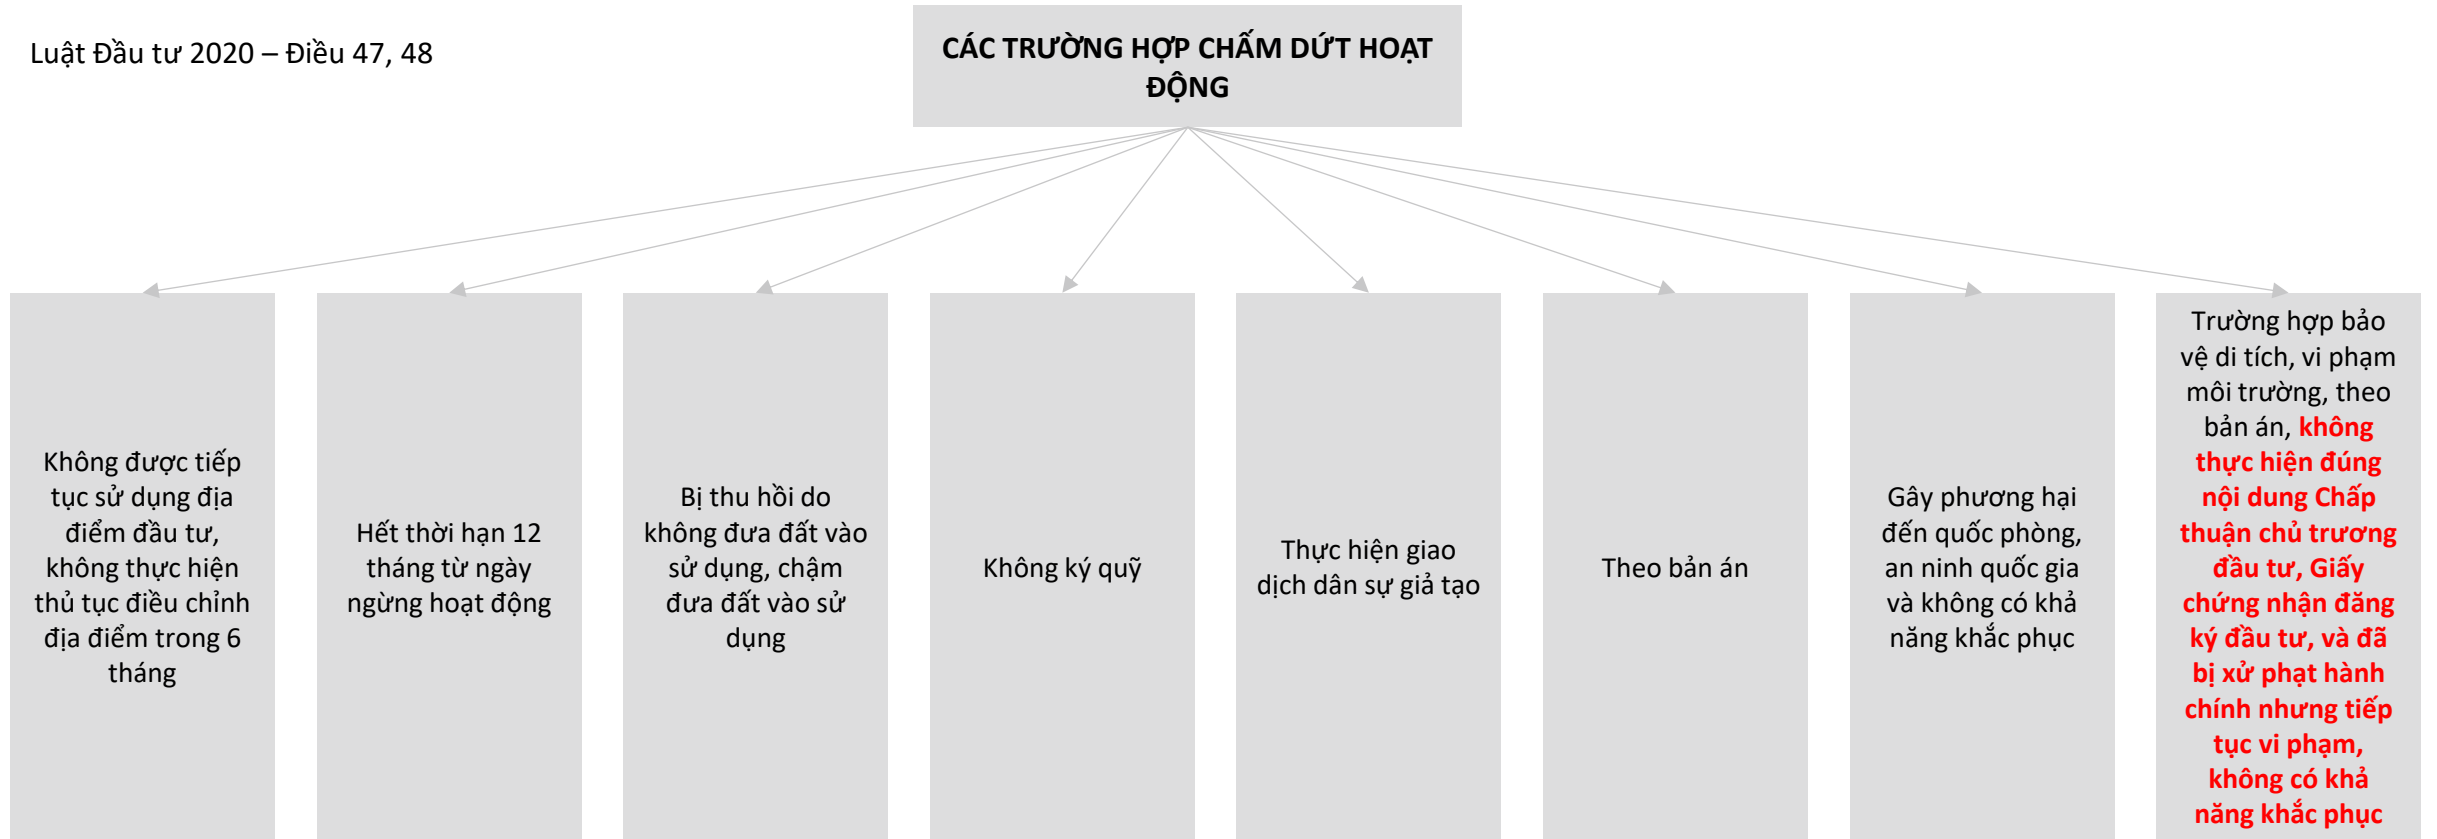 Luật Đầu tư 2020 – Điều 47, 48
CÁC TRƯỜNG HỢP CHẤM DỨT HOẠT
ĐỘNG
Không được tiếp
tục sử dụng địa
điểm đầu tư,
không thực hiện
thủ tục điều chỉnh
địa điểm trong 6
tháng
Hết thời hạn 12
tháng từ ngày
ngừng hoạt động
Bị thu hồi do
không đưa đất vào
sử dụng, chậm
đưa đất vào sử
dụng
Không ký quỹ
Thực hiện giao
dịch dân sự giả tạo
Theo bản án
Gây phương hại
đến quốc phòng,
an ninh quốc gia
và không có khả
năng khắc phục
Trường hợp bảo
vệ di tích, vi phạm
môi trường, theo
bản án, không
thực hiện đúng
nội dung Chấp
thuận chủ trương
đầu tư, Giấy
chứng nhận đăng
ký đầu tư, và đã
bị xử phạt hành
chính nhưng tiếp
tục vi phạm,
không có khả
năng khắc phục